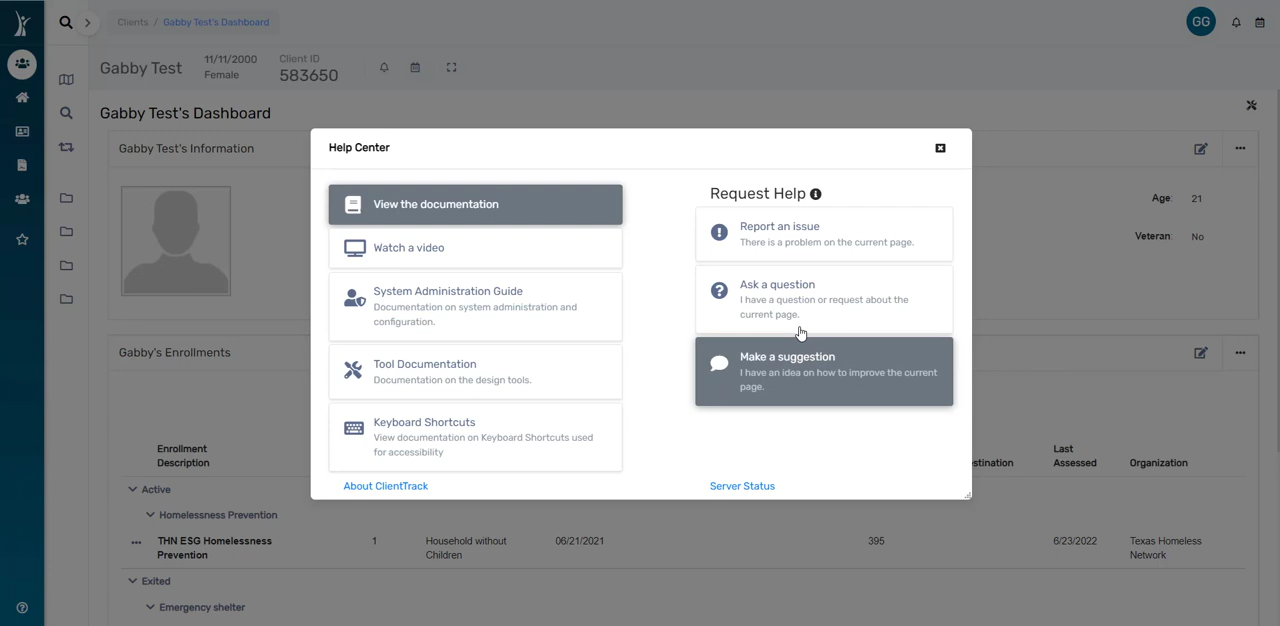 Clients / Gabby Test's Dashboard
GG
Gabby Test
11/11/2000
Female
Client ID
583650
Gabby Test's Dashboard
Gabby Test's Information
Age: 21
Veteran: No
Help Center
View the documentation
Watch a video
System Administration Guide
Documentation on system administration and
configuration.
Tool Documentation
Documentation on the design tools.
Keyboard Shortcuts
View documentation on Keyboard Shortcuts used
for accessibility
About ClientTrack
Request Help
Report an issue
There is a problem on the current page.
Ask a question
I have a question or request about the
current page.
Make a suggestion
I have an idea on how to improve the current
page.
Server Status
Gabby's Enrollments
Enrollment
Description
Last
Assessed
Organization
Active
Homelessness Prevention
THN ESG Homelessness
Prevention
1
Household without
Children
06/21/2021
395
6/23/2022
Texas Homeless
Network
Exited
Emergency shelter